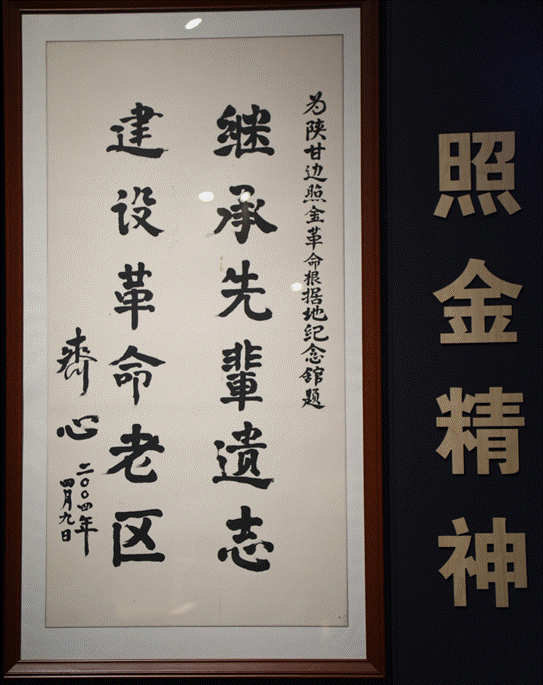 照金精神
为陕甘边照金革命根据地纪念馆题
继承先輩遗志
建设革命老区
齐心
二〇〇四年
四月九日